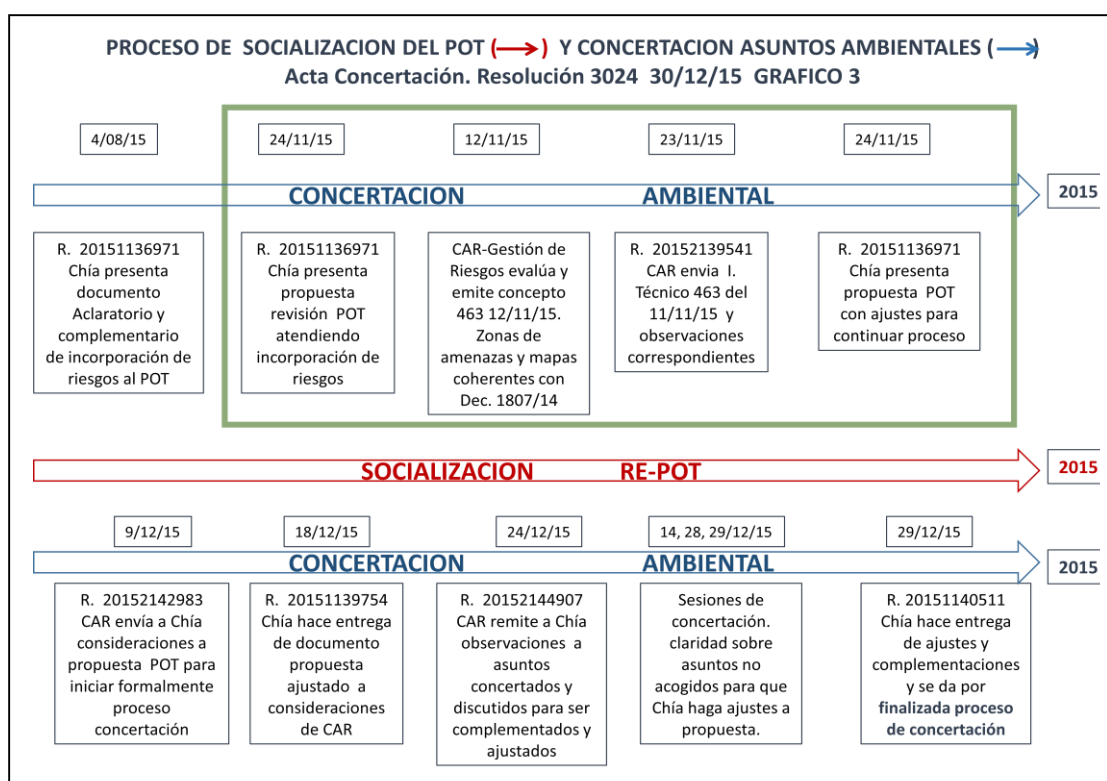 PROCESO DE SOCIALIZACION DEL POT (→) Y CONCERTACION ASUNTOS AMBIENTALES (→)
Acta Concertación. Resolución 3024 30/12/15 GRAFICO 3
4/08/15
24/11/15
12/11/15
23/11/15
24/11/15
CONCERTACION AMBIENTAL
2015
R. 20151136971
Chía presenta
documento
Aclaratorio y
complementario
de incorporación de
riesgos al POT
R. 20151136971
Chía presenta
propuesta
revisión POT
atendiendo
incorporación de
riesgos
CAR-Gestión de
Riesgos evalúa y
emite concepto
463 12/11/15.
Zonas de
amenazas y mapas
coherentes con
Dec. 1807/14
R. 20152139541
CAR envia I.
Técnico 463 del
11/11/15 y
observaciones
correspondientes
R. 20151136971
Chía presenta
propuesta POT
con ajustes para
continuar proceso
SOCIALIZACION RE-POT
2015
9/12/15
18/12/15
24/12/15
14, 28, 29/12/15
29/12/15
CONCERTACION AMBIENTAL
2015
R. 20152142983
CAR envía a Chía
consideraciones a
propuesta POT para
iniciar formalmente
proceso
concertación
R. 20151139754
Chía hace entrega
de documento
propuesta
ajustado a
consideraciones
de CAR
R. 20152144907
CAR remite a Chía
observaciones a
asuntos
concertados y
discutidos para ser
complementados y
ajustados
Sesiones de
concertación.
claridad sobre
asuntos no
acogidos para que
Chía haga ajustes a
propuesta.
R. 20151140511
Chía hace entrega
de ajustes y
complementaciones
y se da por
finalizada proceso
de concertación